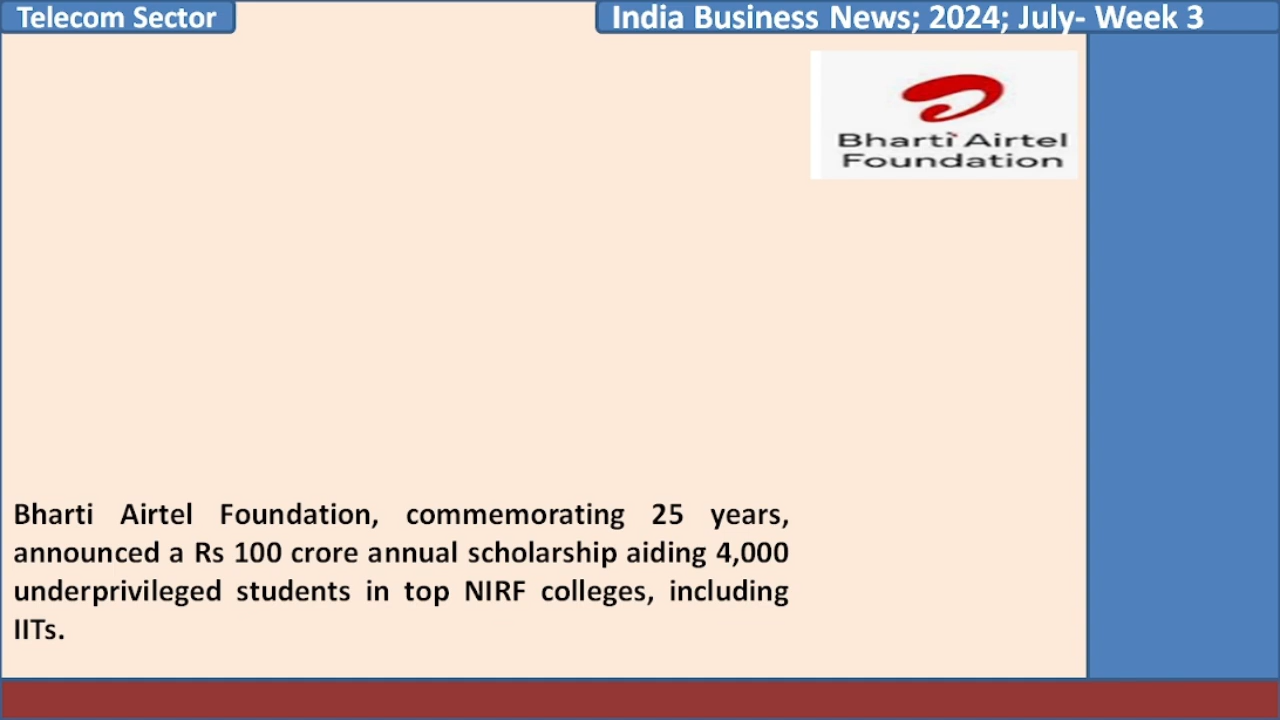 Telecom Sector
India Business News; 2024; July- Week 3
Bharti Airtel
Foundation
Bharti Airtel Foundation, commemorating 25 years,
announced a Rs 100 crore annual scholarship aiding 4,000
underprivileged students in top NIRF colleges, including
IITs.